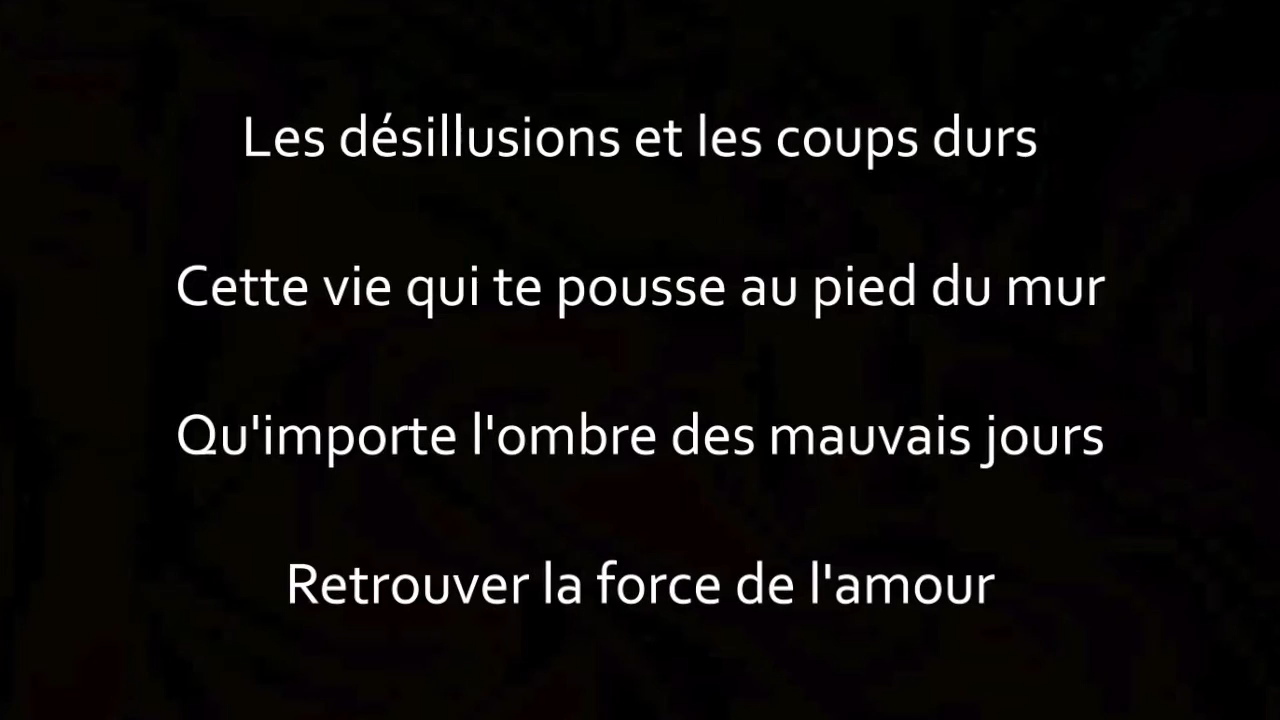 Les désillusions et les coups durs
Cette vie qui te pousse au pied du mur
Qu'importe l'ombre des mauvais jours
Retrouver la force de l'amour